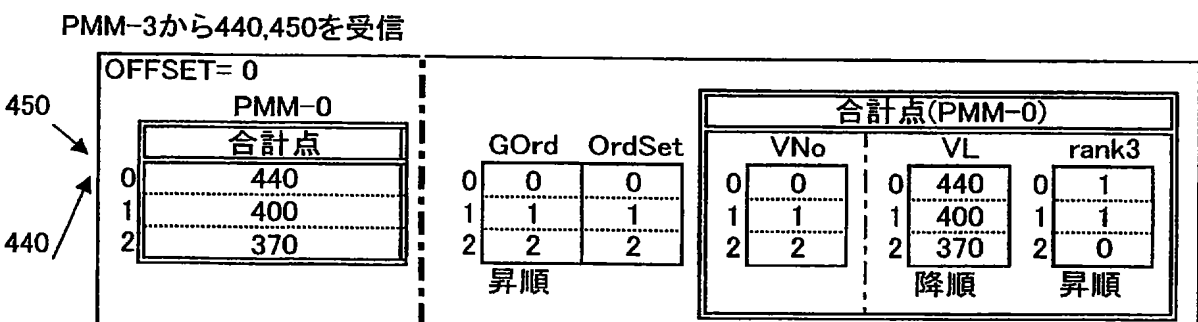 PMM-3から440,450を受信
OFFSET= 0
450
440
PMM-0
合計点
0 440
1 400
2 370
GOrd OrdSet
0 0 0
1 1 1
2 2 2
昇順
合計点(PMM-0)
VNo VL rank3
0 0 0 440 0 1
1 1 1 400 1 1
2 2 2 370 2 0
降順 昇順